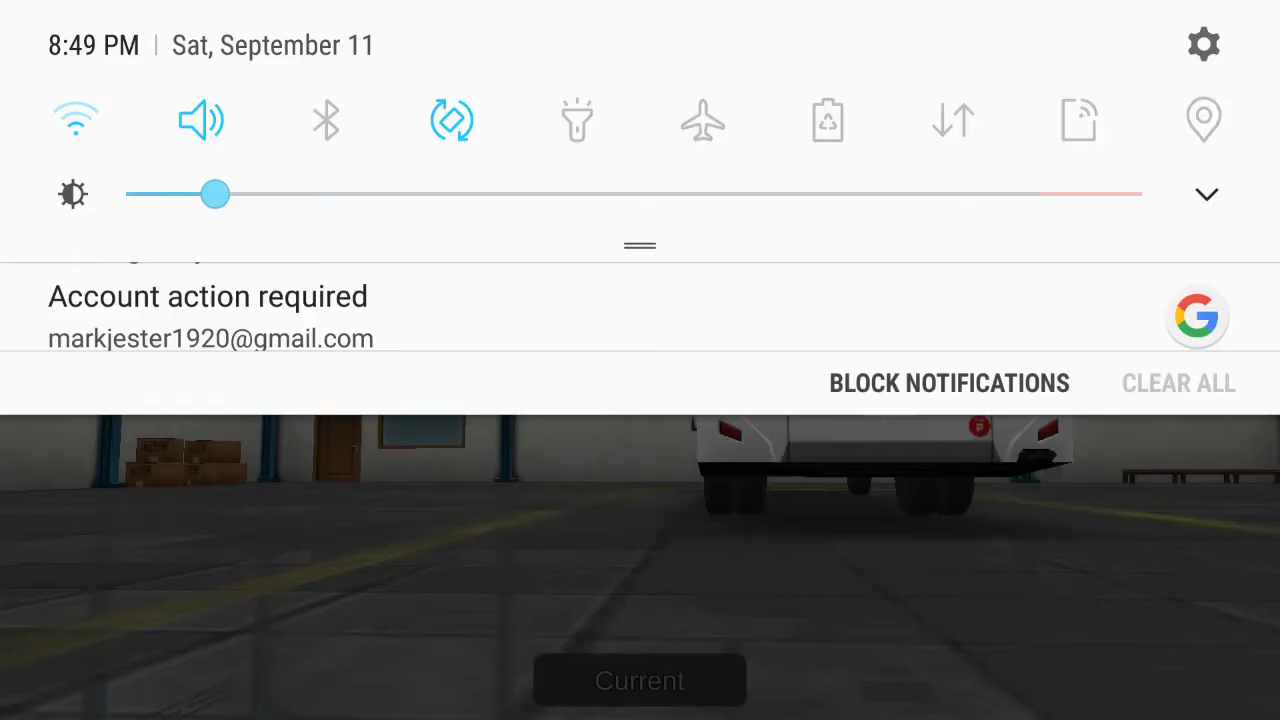 8:49 PM | Sat, September 11
Account action required
markjester1920@gmail.com
BLOCK NOTIFICATIONS CLEAR ALL
Current